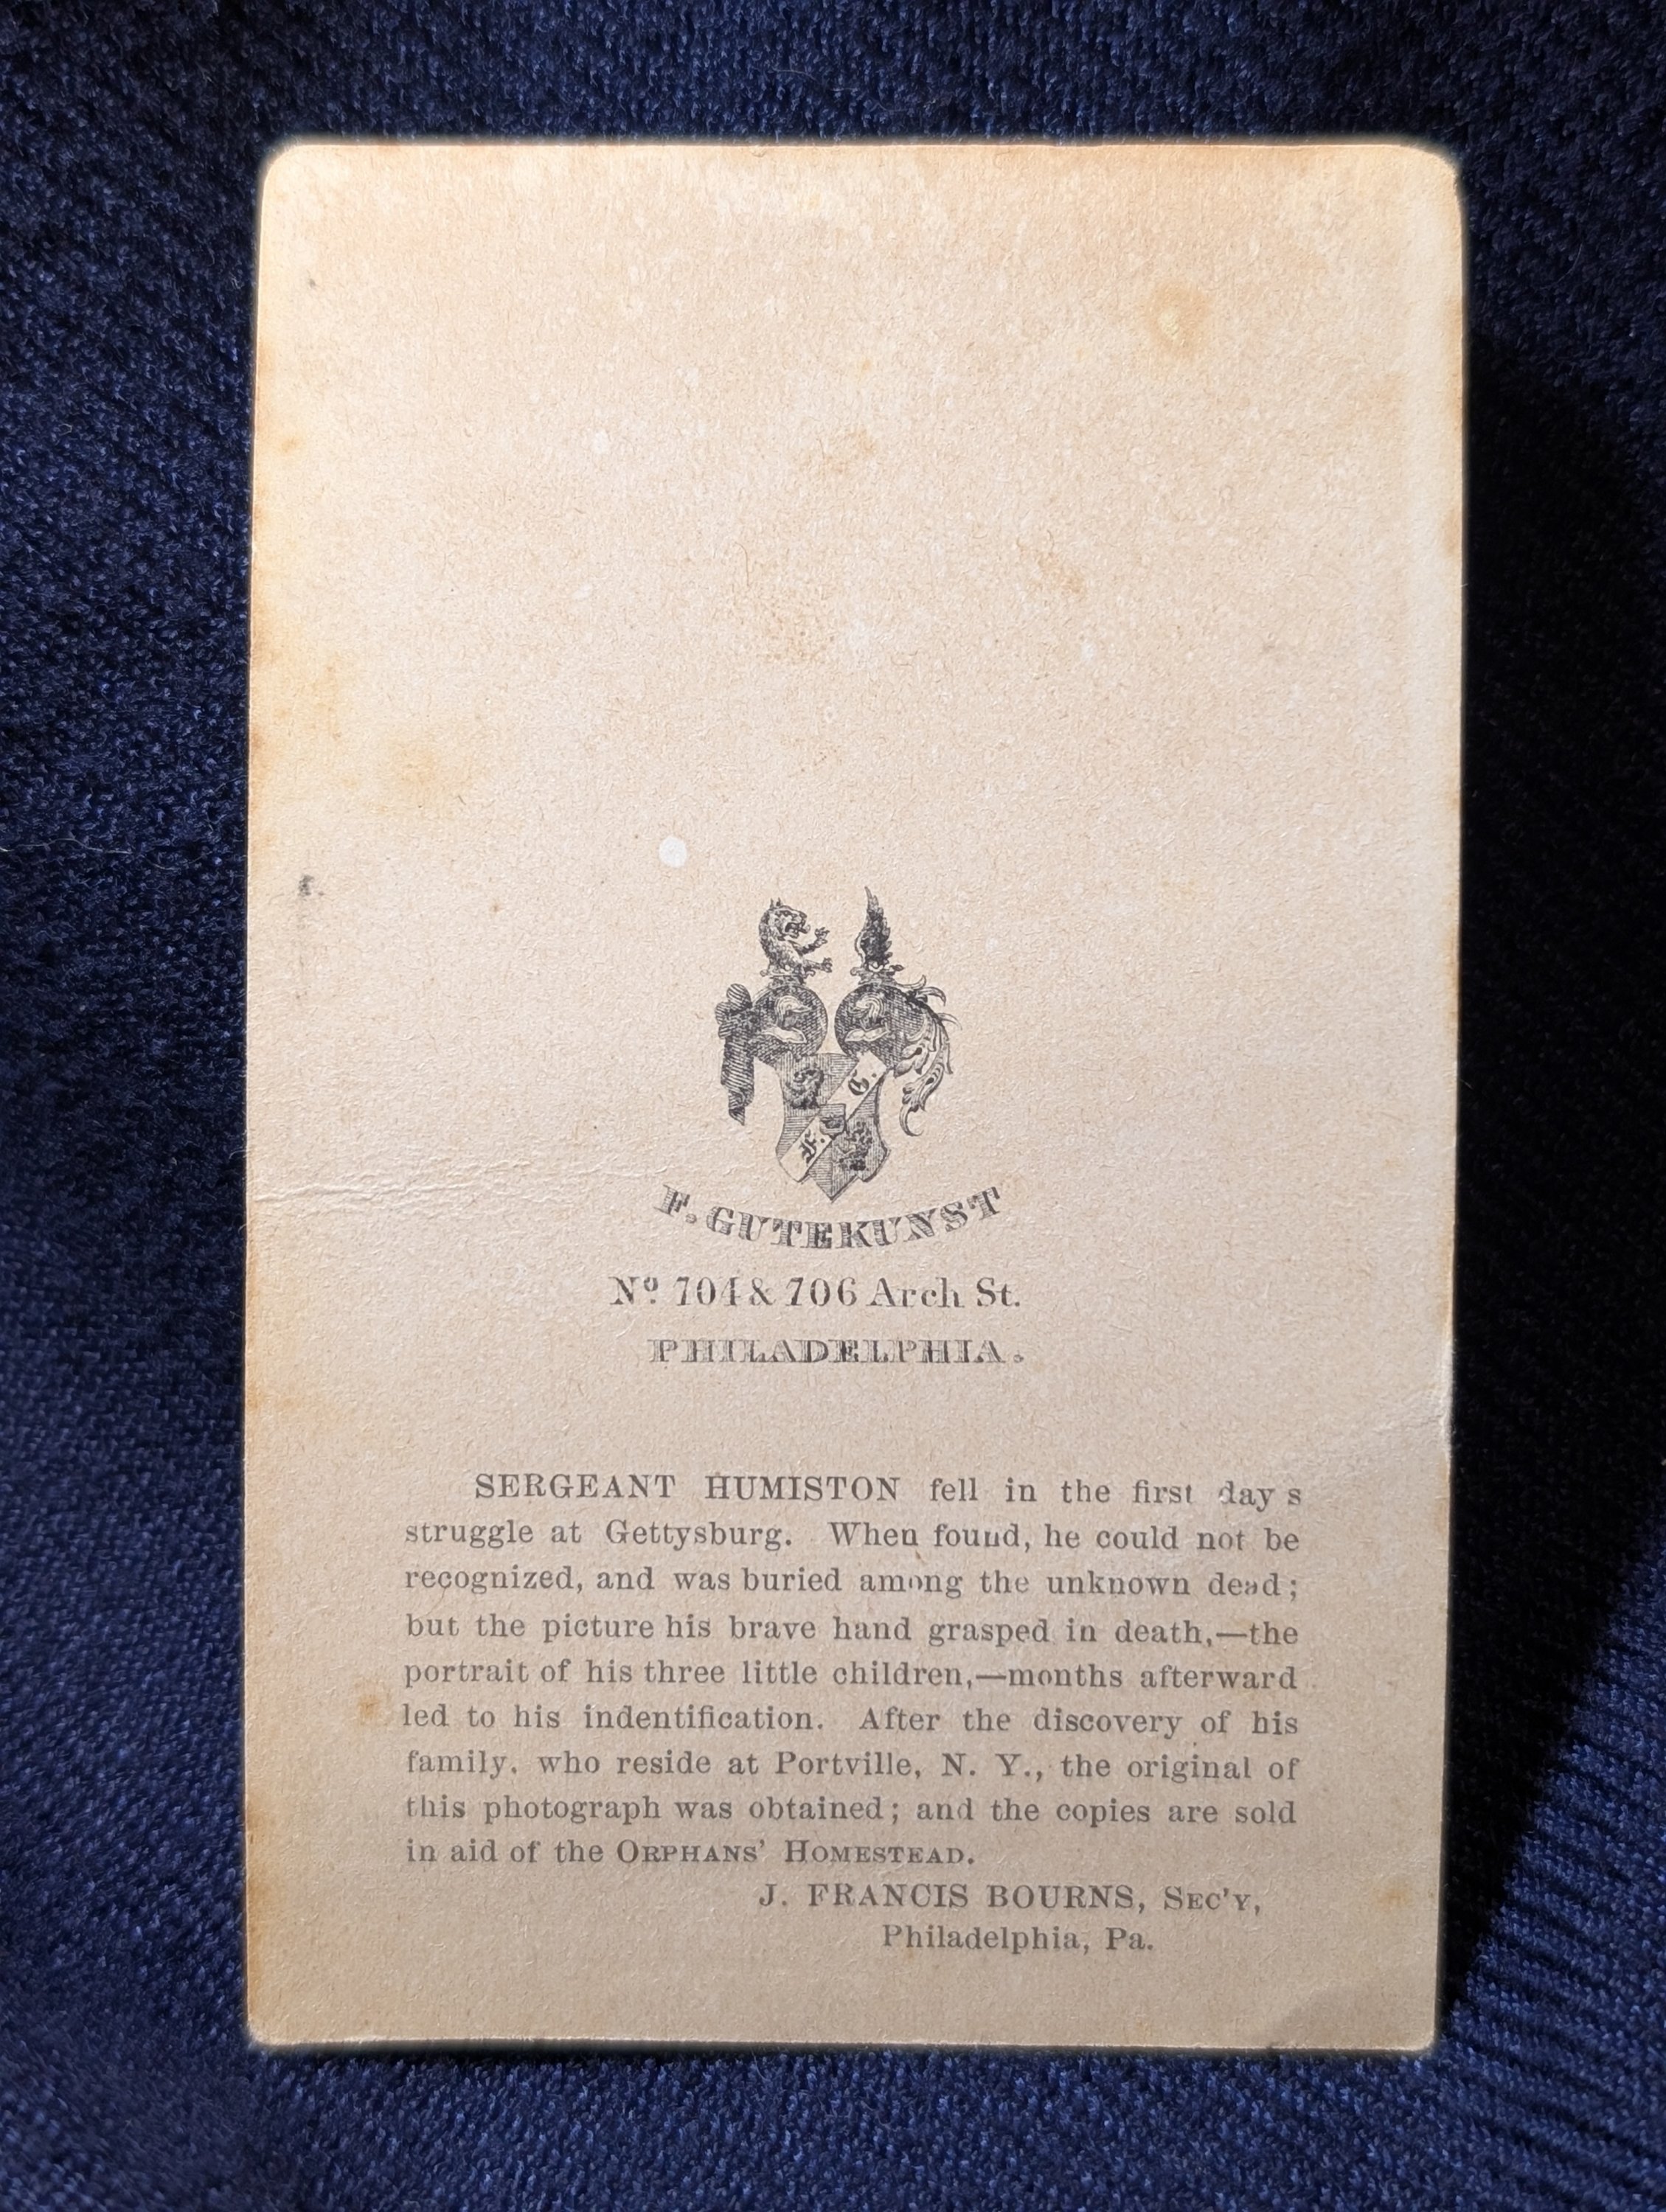 F. G.
F. GUTEKUNST
Nº 704 & 706 Arch St.
PHILADELPHIA.
SERGEANT HUMISTON fell in the first day s
struggle at Gettysburg. When found, he could not be
recognized, and was buried among the unknown dead;
but the picture his brave hand grasped in death,—the
portrait of his three little children,—months afterward
led to his indentification. After the discovery of his
family, who reside at Portville, N. Y., the original of
this photograph was obtained; and the copies are sold
in aid of the ORPHANS' HOMESTEAD.
J. FRANCIS BOURNS, SEC'Y,
Philadelphia, Pa.